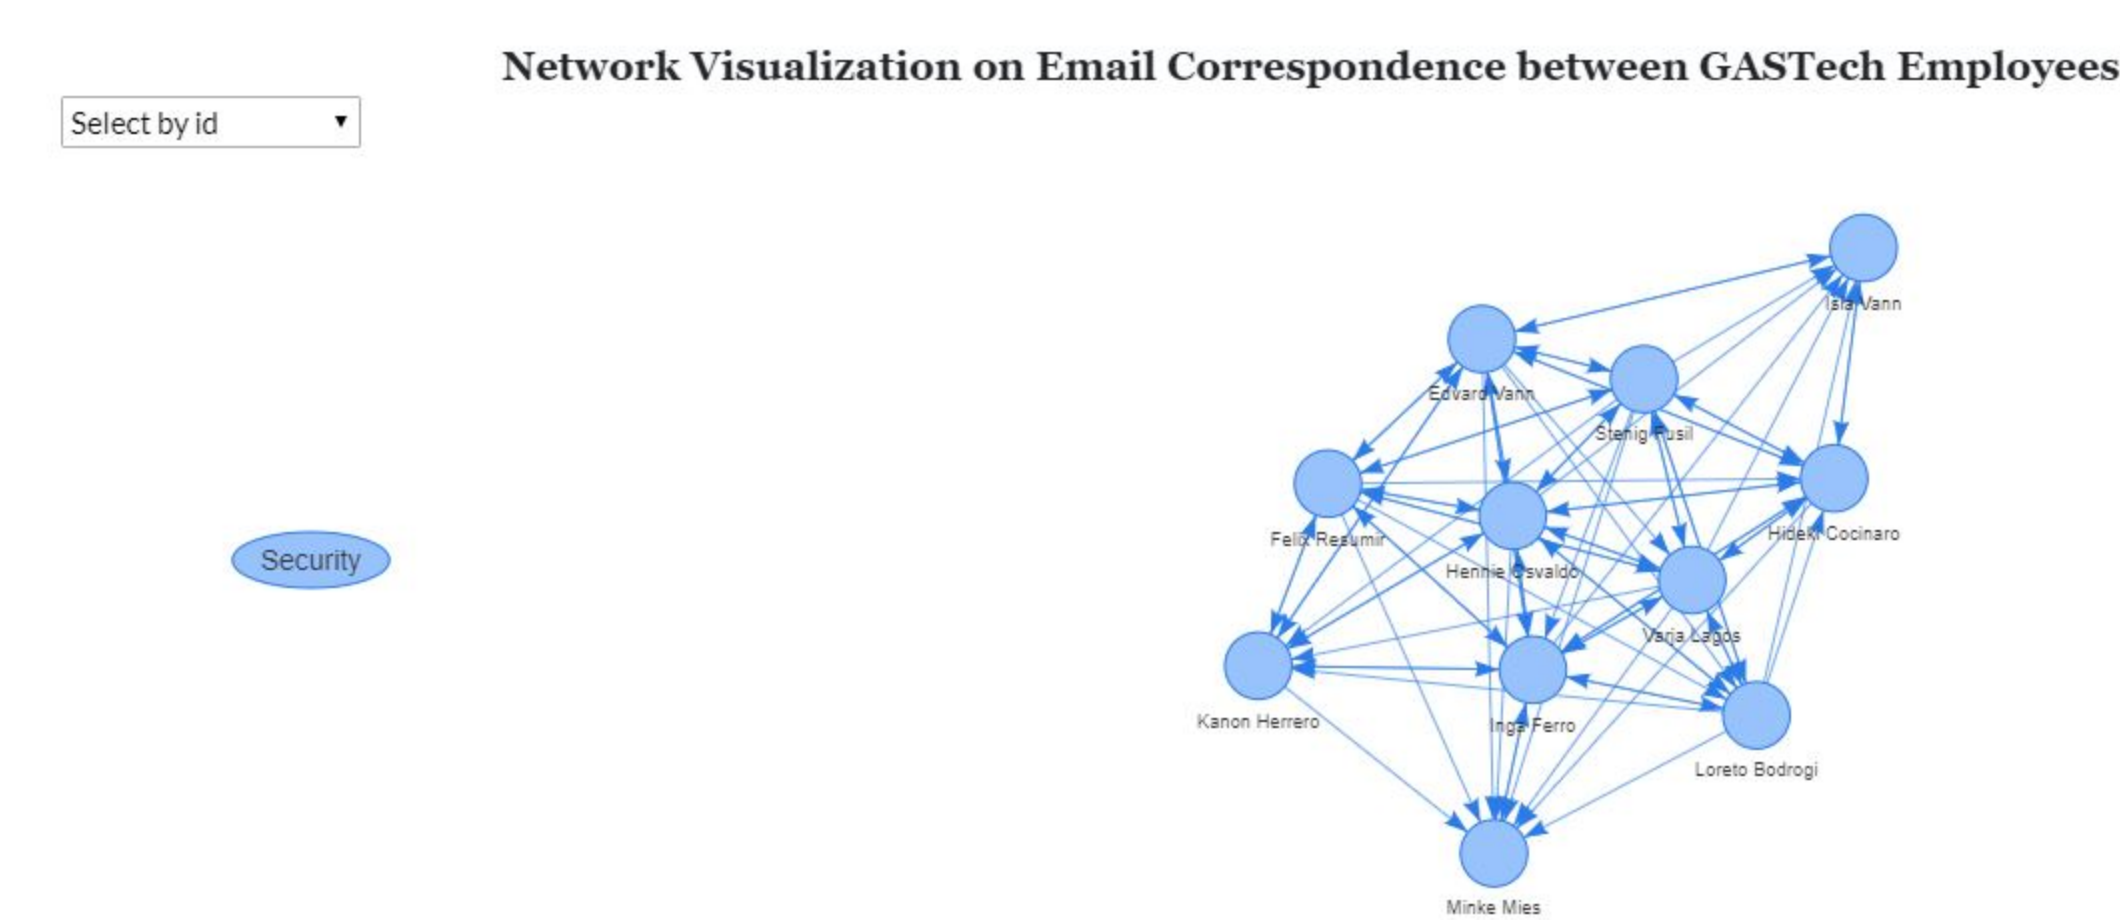 Network Visualization on Email Correspondence between GASTech Employees
Select by id
Isla Vann
Edvard Vann
Stenig Fusil
Felix Resumir
Hennie Osvaldo
Hideki Cocinaro
Security
Varja Lagos
Kanon Herrero
Inga Ferro
Loreto Bodrogi
Minke Mies